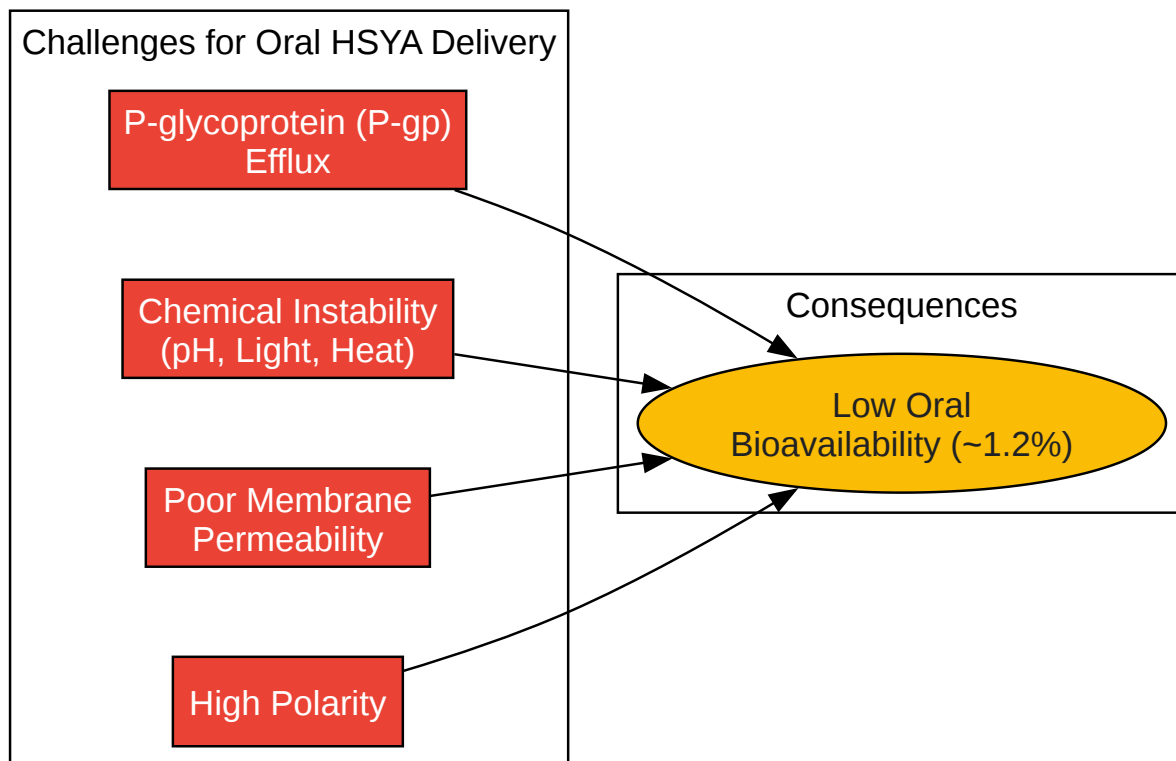 Challenges for Oral HSYA Delivery
P-glycoprotein (P-gp)
Efflux
Chemical Instability
(pH, Light, Heat)
Poor Membrane
Permeability
High Polarity
Consequences
Low Oral
Bioavailability (~1.2%)